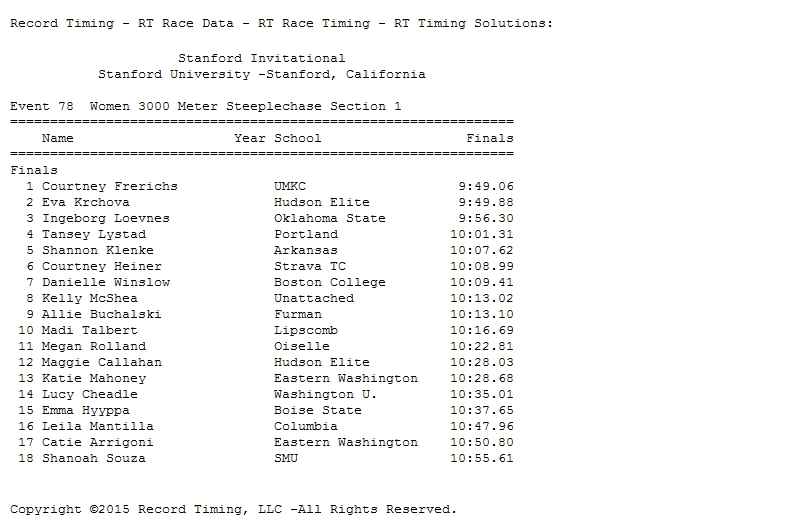 Record Timing - RT Race Data - RT Race Timing - RT Timing Solutions:
Stanford Invitational
Stanford University -Stanford, California
Event 78  Women 3000 Meter Steeplechase Section 1
===============================================================
Name Year School Finals
===============================================================
Finals
1 Courtney Frerichs UMKC 9:49.06
2 Eva Krchova Hudson Elite 9:49.88
3 Ingeborg Loevnes Oklahoma State 9:56.30
4 Tansey Lystad Portland 10:01.31
5 Shannon Klenke Arkansas 10:07.62
6 Courtney Heiner Strava TC 10:08.99
7 Danielle Winslow Boston College 10:09.41
8 Kelly McShea Unattached 10:13.02
9 Allie Buchalski Furman 10:13.10
10 Madi Talbert Lipscomb 10:16.69
11 Megan Rolland Oiselle 10:22.81
12 Maggie Callahan Hudson Elite 10:28.03
13 Katie Mahoney Eastern Washington 10:28.68
14 Lucy Cheadle Washington U. 10:35.01
15 Emma Hyyppa Boise State 10:37.65
16 Leila Mantilla Columbia 10:47.96
17 Catie Arrigoni Eastern Washington 10:50.80
18 Shanoah Souza SMU 10:55.61
Copyright ©2015 Record Timing, LLC -All Rights Reserved.